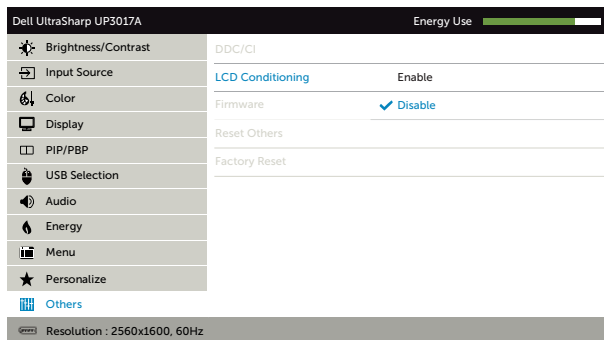 Dell UltraSharp UP3017A Energy Use
Brightness/Contrast DDC/CI
Input Source LCD Conditioning Enable
Color Firmware Disable
Display Reset Others
PIP/PBP Factory Reset
USB Selection
Audio
Energy
Menu
Personalize
Others
Resolution : 2560x1600, 60Hz